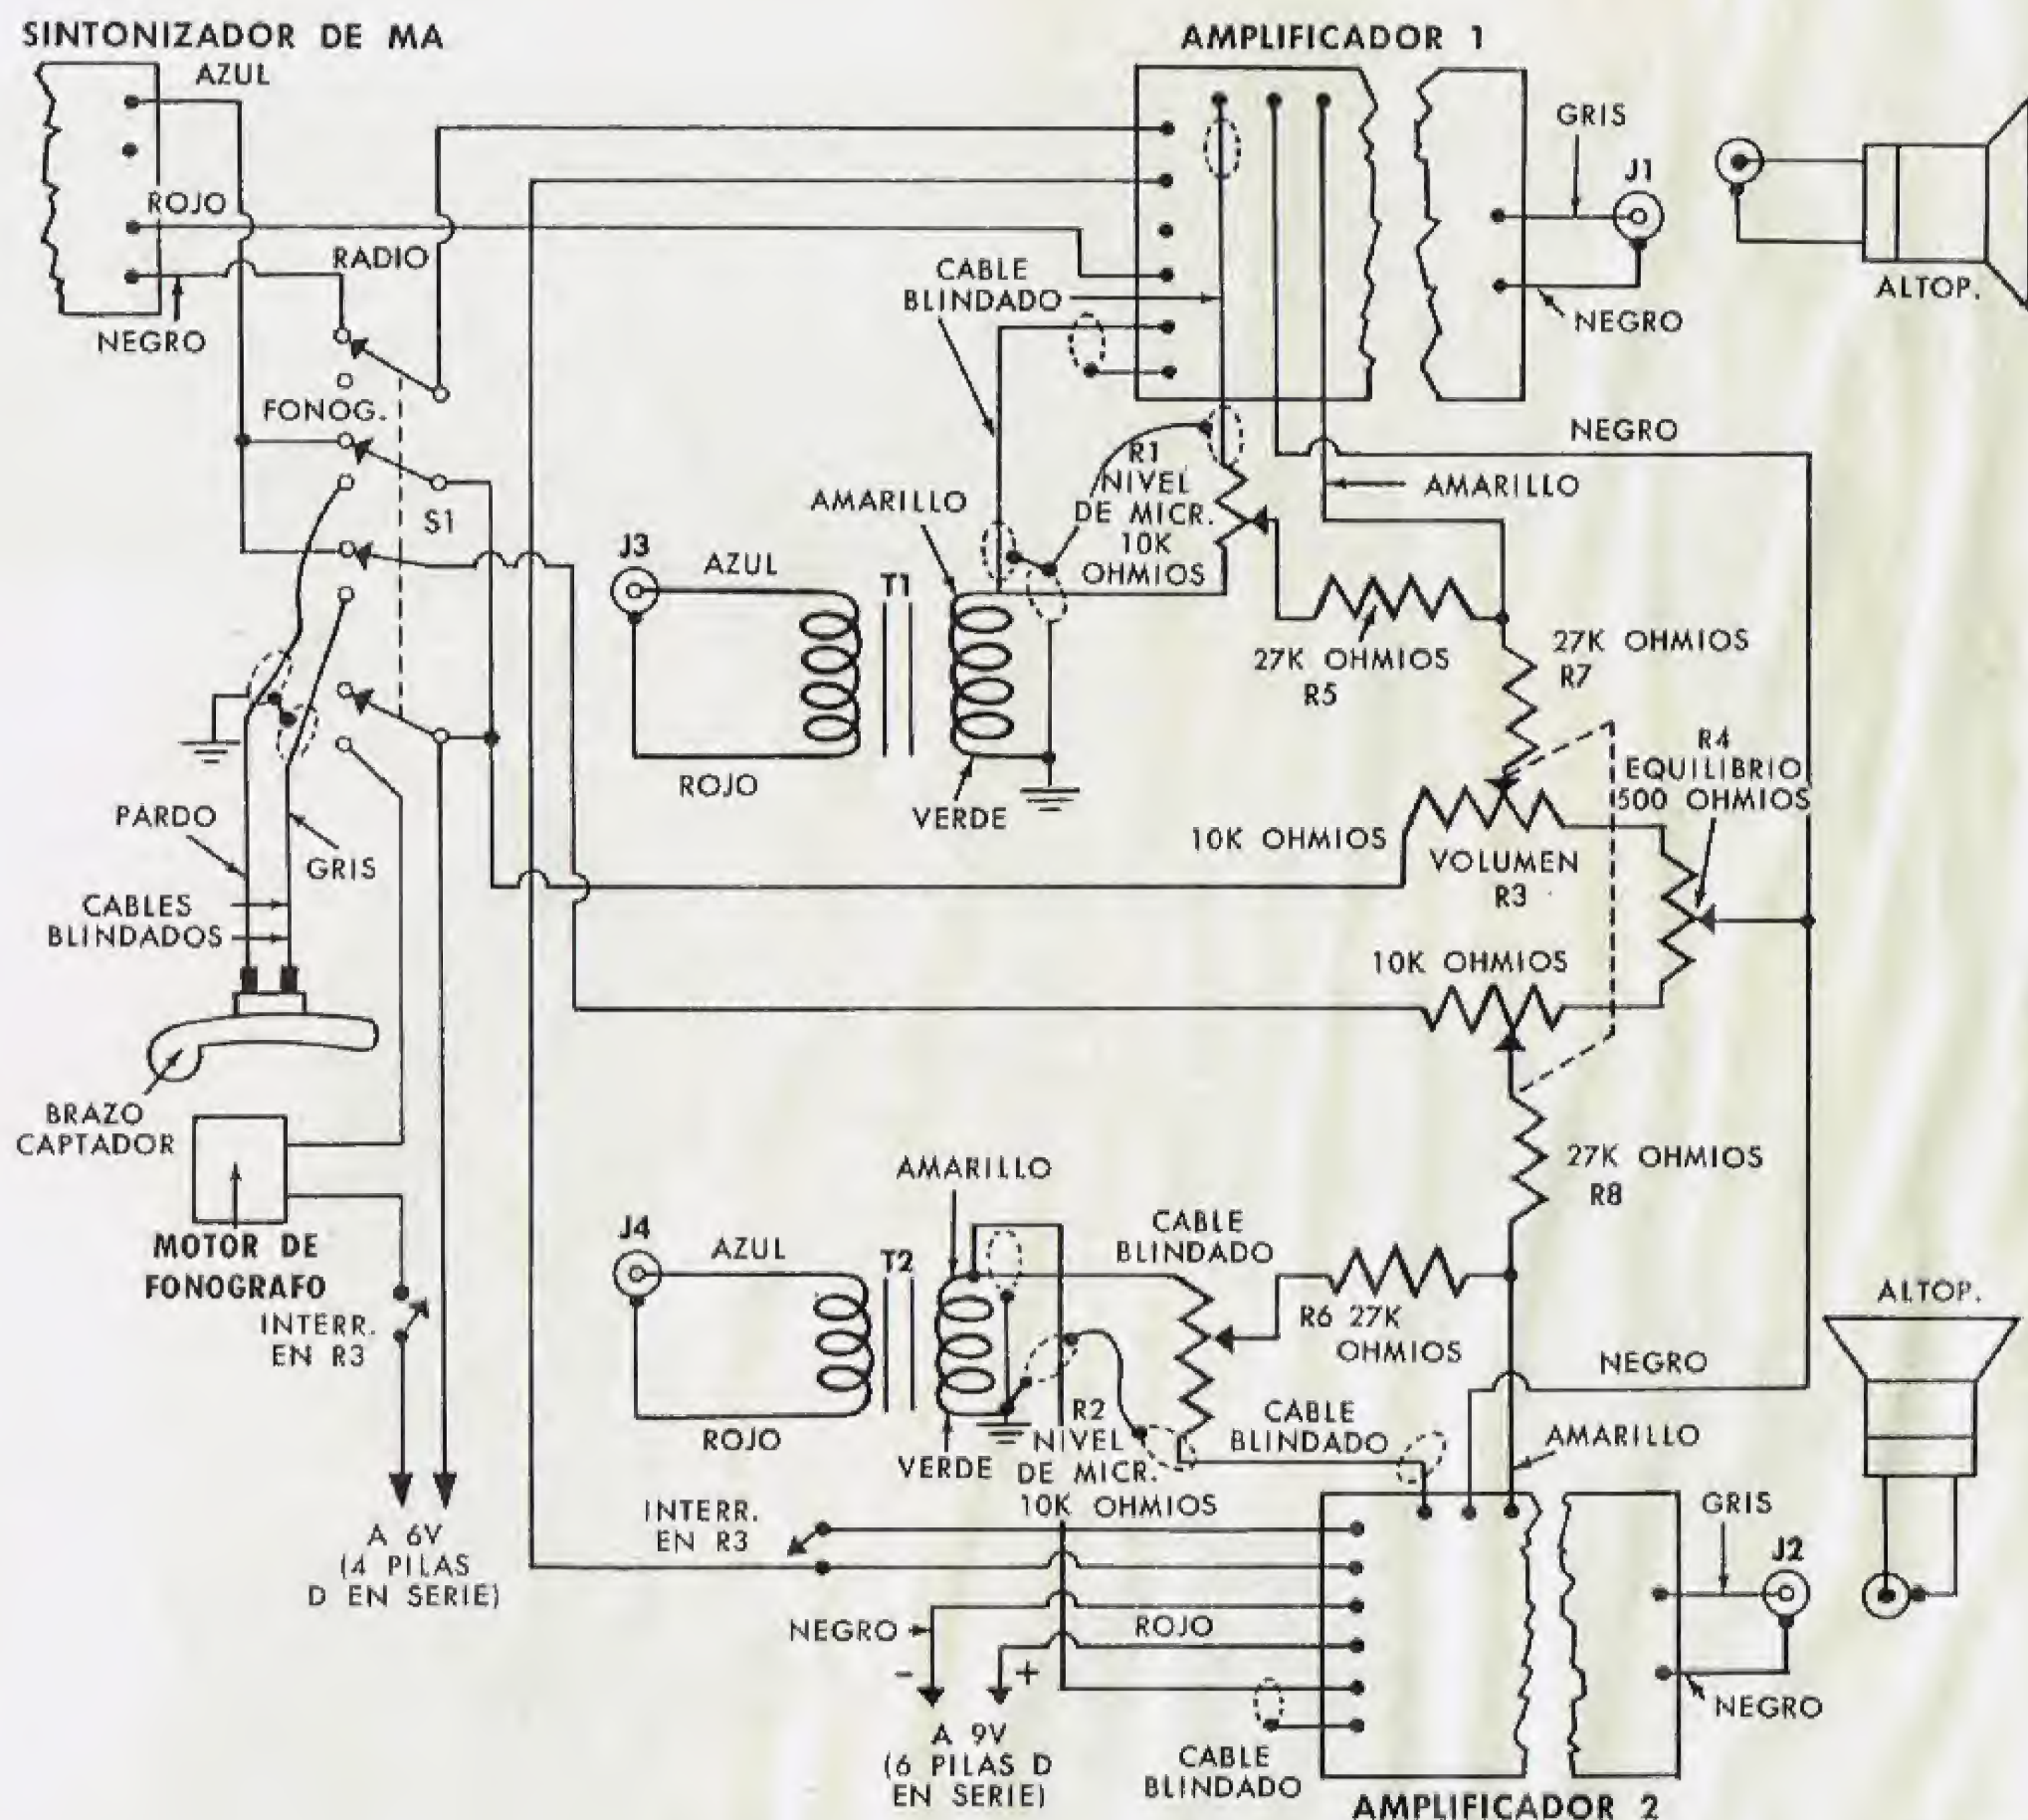 SINTONIZADOR DE MA
AZUL
ROJO
RADIO
NEGRO
FONOG.
S1
AMPLIFICADOR 1
GRIS
J1
NEGRO
ALTOP.
CABLE
BLINDADO
NEGRO
AMARILLO
R1
NIVEL
DE MICR.
10K
OHMIOS
AMARILLO
J3
AZUL
T1
ROJO
VERDE
27K OHMIOS
R5
27K OHMIOS
R7
R4
EQUILIBRIO
500 OHMIOS
10K OHMIOS
VOLUMEN
R3
10K OHMIOS
PARDO
GRIS
CABLES
BLINDADOS
BRAZO
CAPTADOR
MOTOR DE
FONOGRAFO
INTERR.
EN R3
A 6V
(4 PILAS
D EN SERIE)
27K OHMIOS
R8
AMARILLO
J4
AZUL
T2
ROJO
VERDE
CABLE
BLINDADO
R6 27K
OHMIOS
R2
NIVEL
DE MICR.
10K OHMIOS
CABLE
BLINDADO
NEGRO
AMARILLO
ALTOP.
INTERR.
EN R3
NEGRO
ROJO
- +
A 9V
(6 PILAS D
EN SERIE)
CABLE
BLINDADO
GRIS
J2
NEGRO
AMPLIFICADOR 2